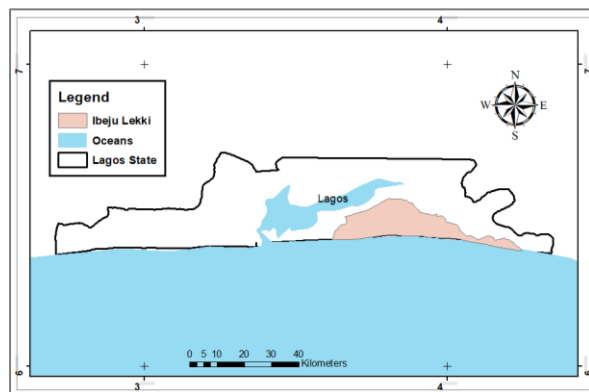 3 4
7 7
N
W E
S
Legend
Ibeju Lekki
Oceans
Lagos State
Lagos
0 5 10 20 30 40
Kilometers
6 6
3 4